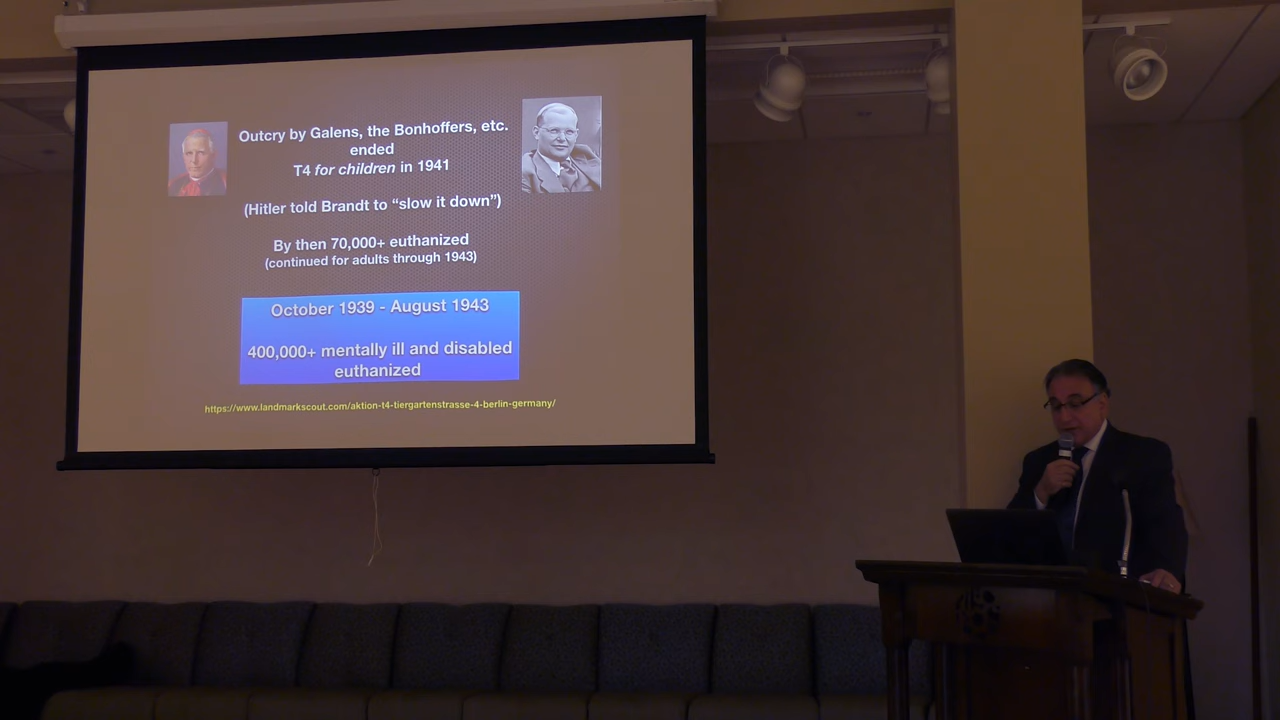 Outcry by Galens, the Bonhoffers, etc.
ended
T4 for children in 1941
(Hitler told Brandt to “slow it down”)
By then 70,000+ euthanized
(continued for adults through 1943)
October 1939 - August 1943
400,000+ mentally ill and disabled
euthanized
https://www.landmarkscout.com/aktion-t4-tiergartenstrasse-4-berlin-germany/